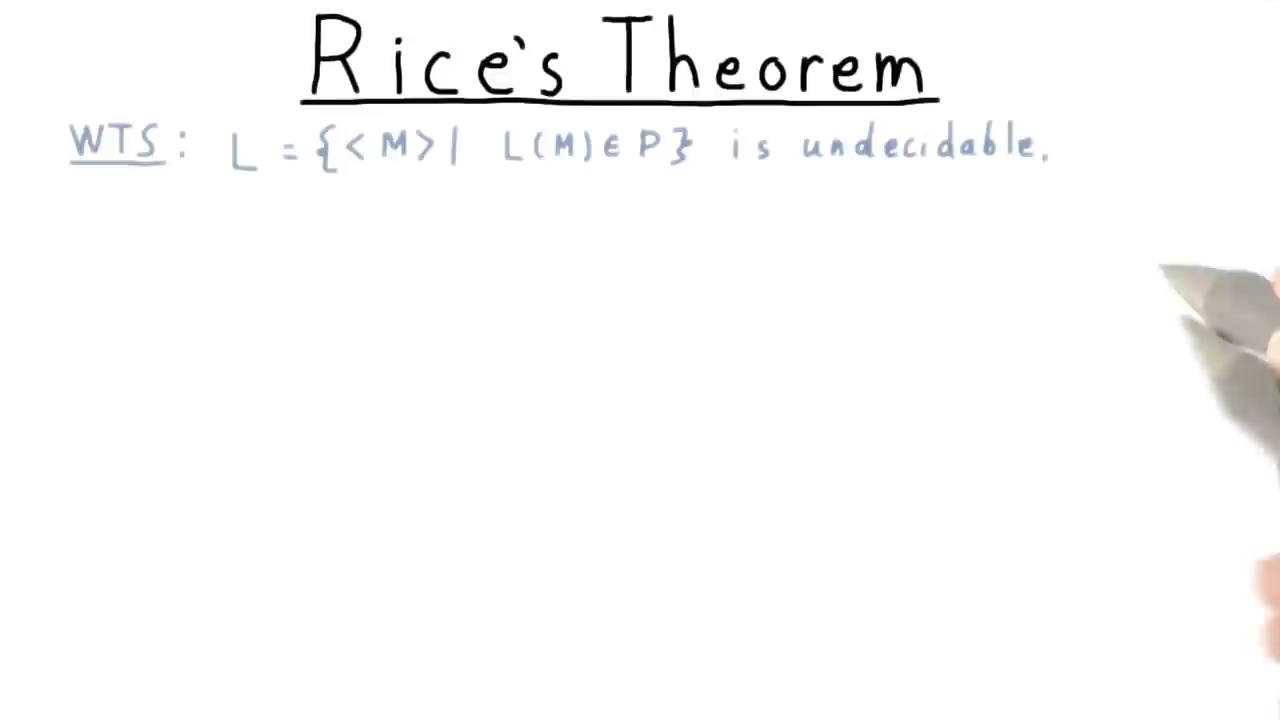 Rice's Theorem
WTS: L = {<M> | L(M) ∈ P} is undecidable.